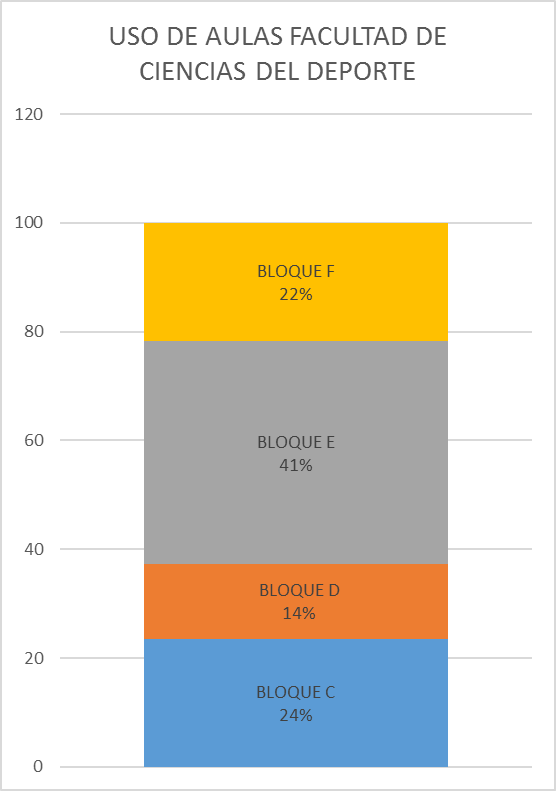 USO DE AULAS FACULTAD DE
CIENCIAS DEL DEPORTE
120
100
80
60
40
20
0
BLOQUE F
22%
BLOQUE E
41%
BLOQUE D
14%
BLOQUE C
24%